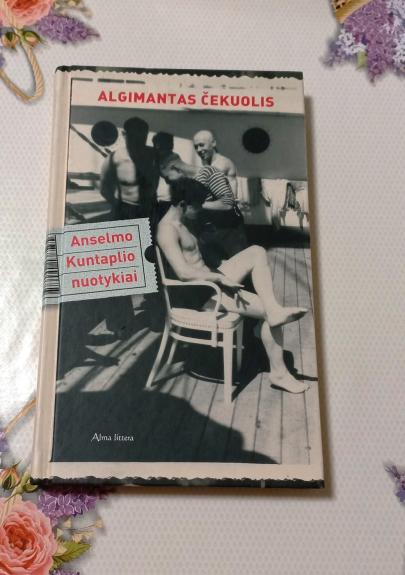 ALGIMANTAS ČEKUOLIS
Anselmo
Kuntaplio
nuotykiai
Alma littera